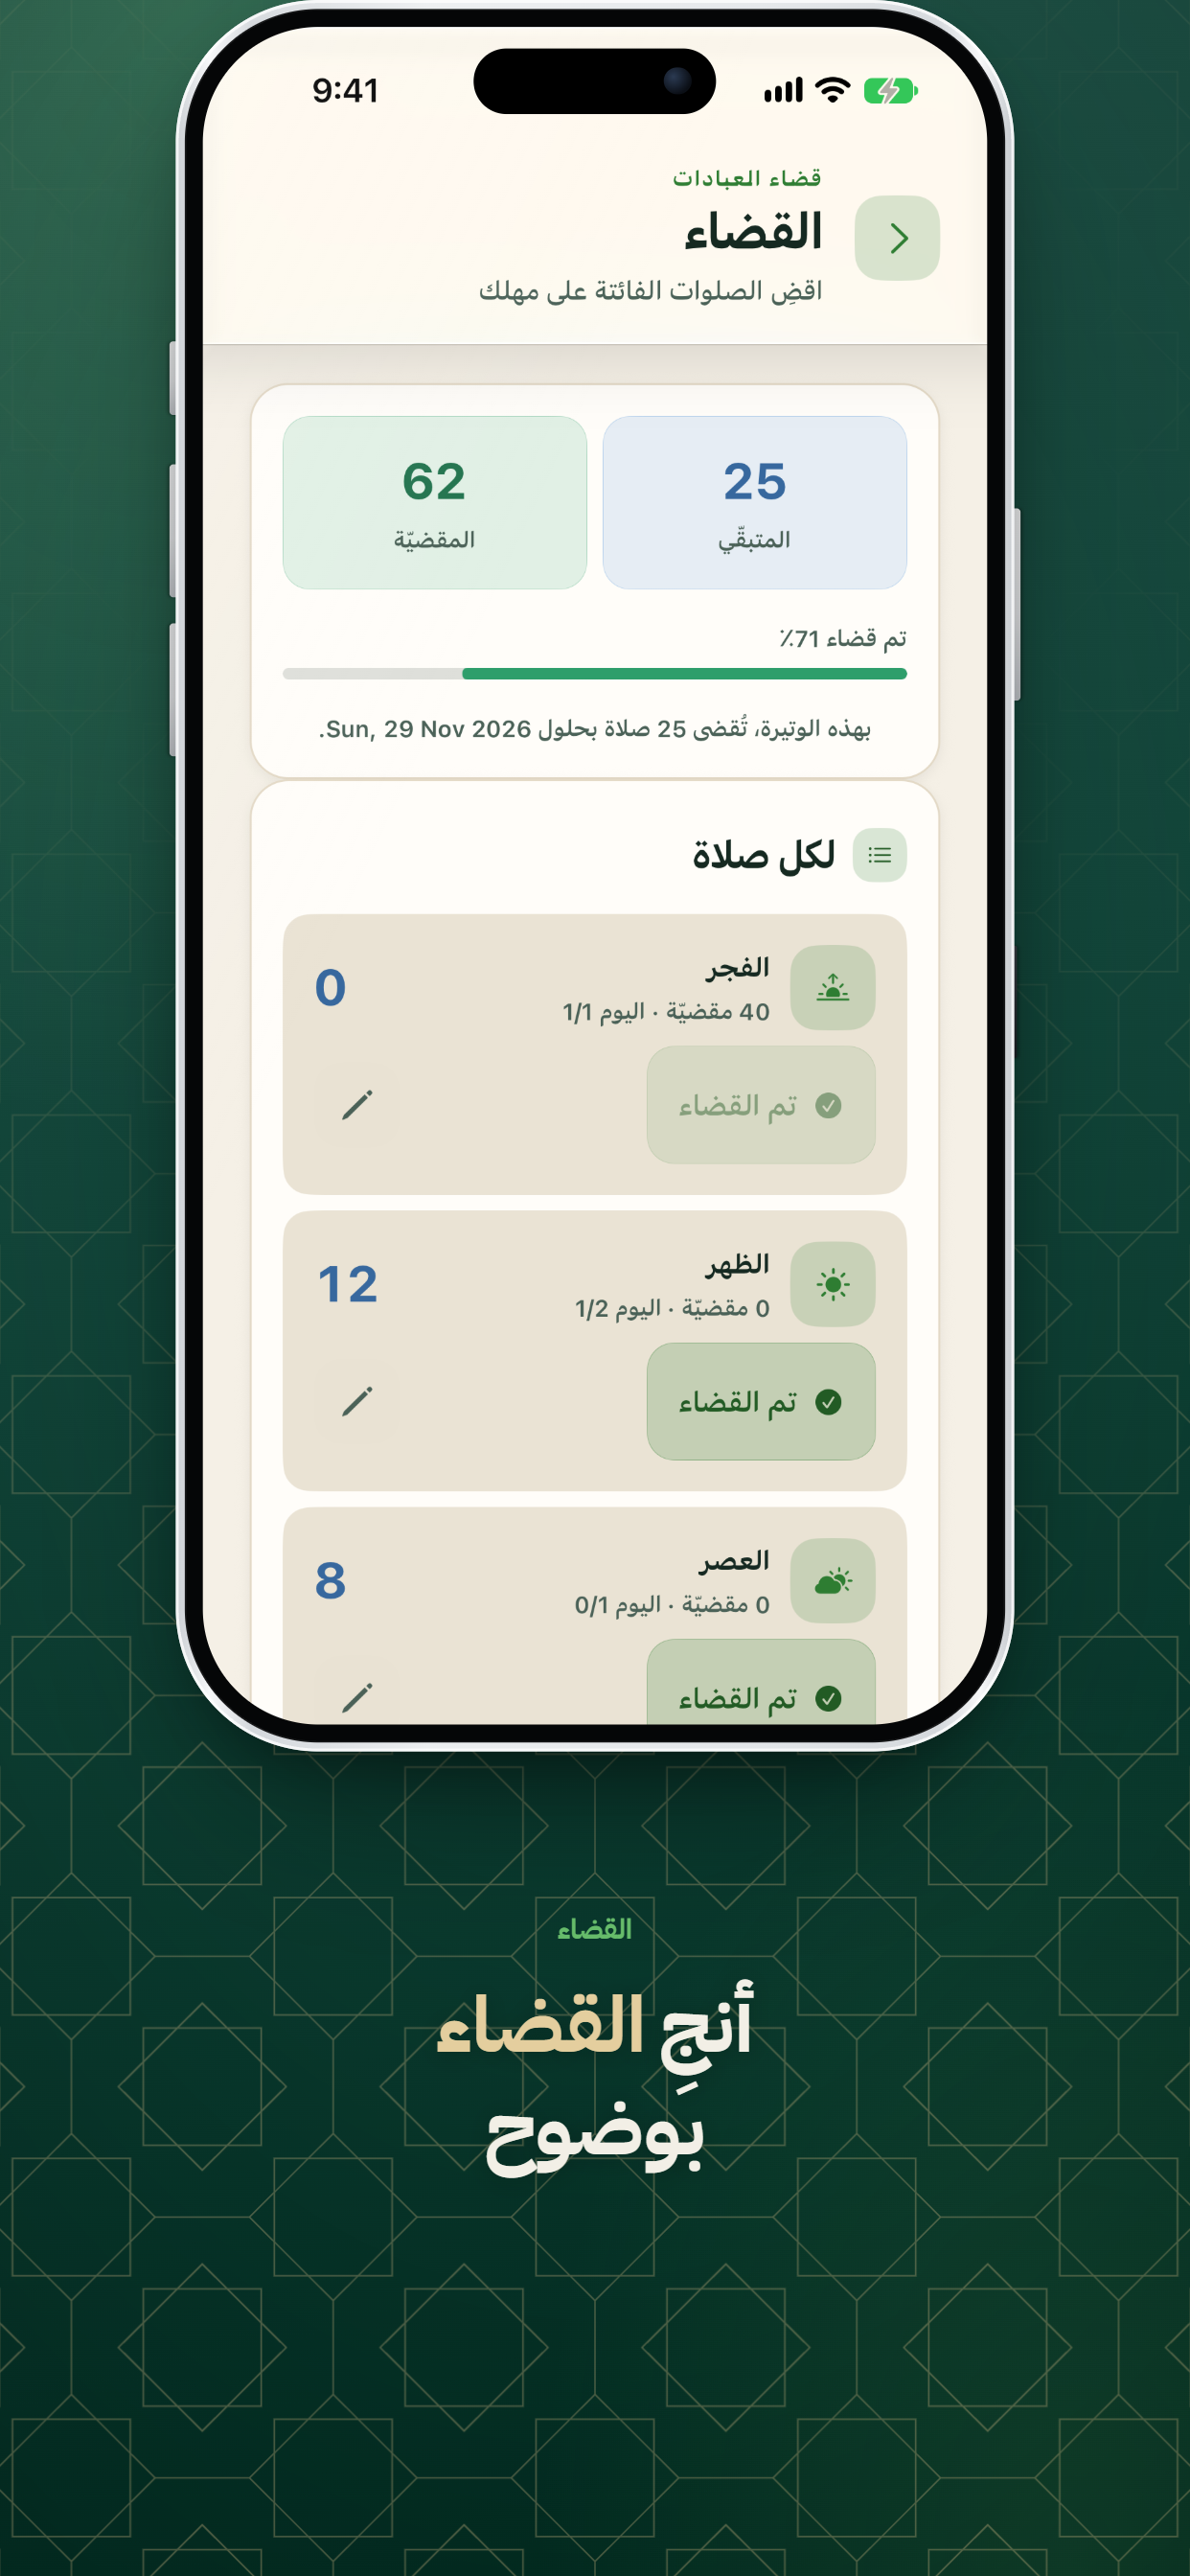 9:41
قضاء العبادات
القضاء
اقضِ الصلوات الفائتة على مهلك
25
المتبقّي
62
المقضيّة
تم قضاء 71٪
بهذه الوتيرة، تُقضى 25 صلاة بحلول Sun, 29 Nov 2026.
لكل صلاة
الفجر
40 مقضيّة · اليوم 1/1
0
تم القضاء
الظهر
0 مقضيّة · اليوم 1/2
12
تم القضاء
العصر
0 مقضيّة · اليوم 0/1
8
تم القضاء
القضاء
أنجِ القضاء
بوضوح